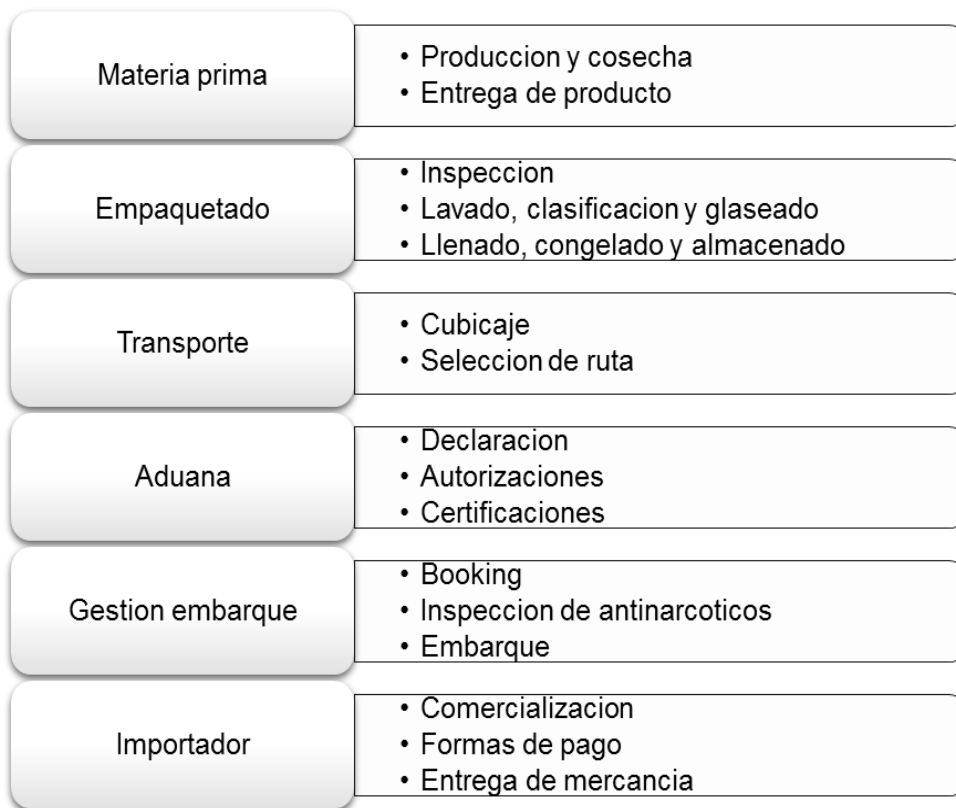 Materia prima
• Produccion y cosecha
• Entrega de producto
Empaquetado
• Inspeccion
• Lavado, clasificacion y glaseado
• Llenado, congelado y almacenado
Transporte
• Cubicaje
• Seleccion de ruta
Aduana
• Declaracion
• Autorizaciones
• Certificaciones
Gestion embarque
• Booking
• Inspeccion de antinarcoticos
• Embarque
Importador
• Comercializacion
• Formas de pago
• Entrega de mercancia